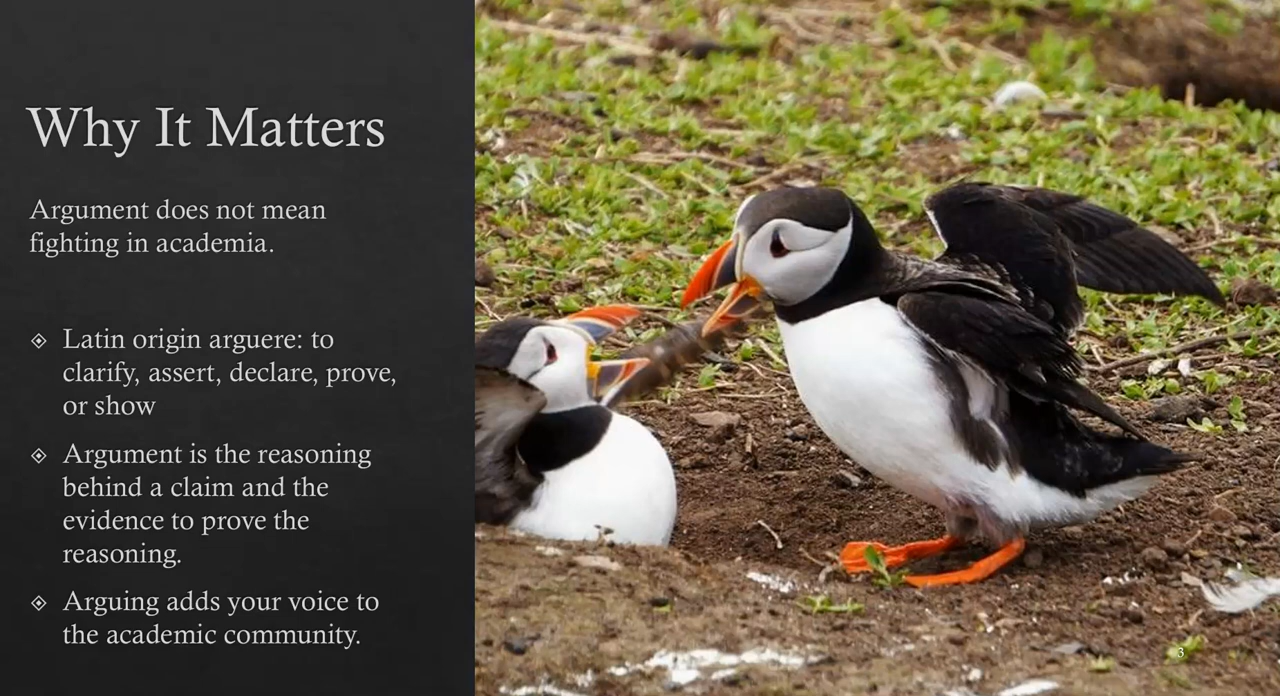 Why It Matters
Argument does not mean
fighting in academia.
Latin origin arguere: to
clarify, assert, declare, prove,
or show
Argument is the reasoning
behind a claim and the
evidence to prove the
reasoning.
Arguing adds your voice to
the academic community.
3